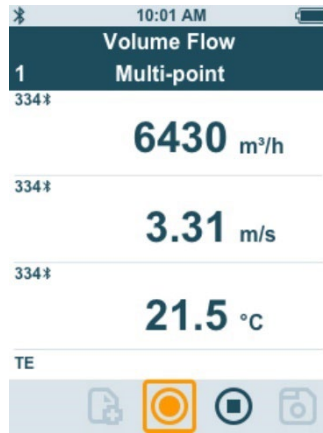 10:01 AM
Volume Flow
1 Multi-point
334
6430 m³/h
334
3.31 m/s
334
21.5 °C
TE